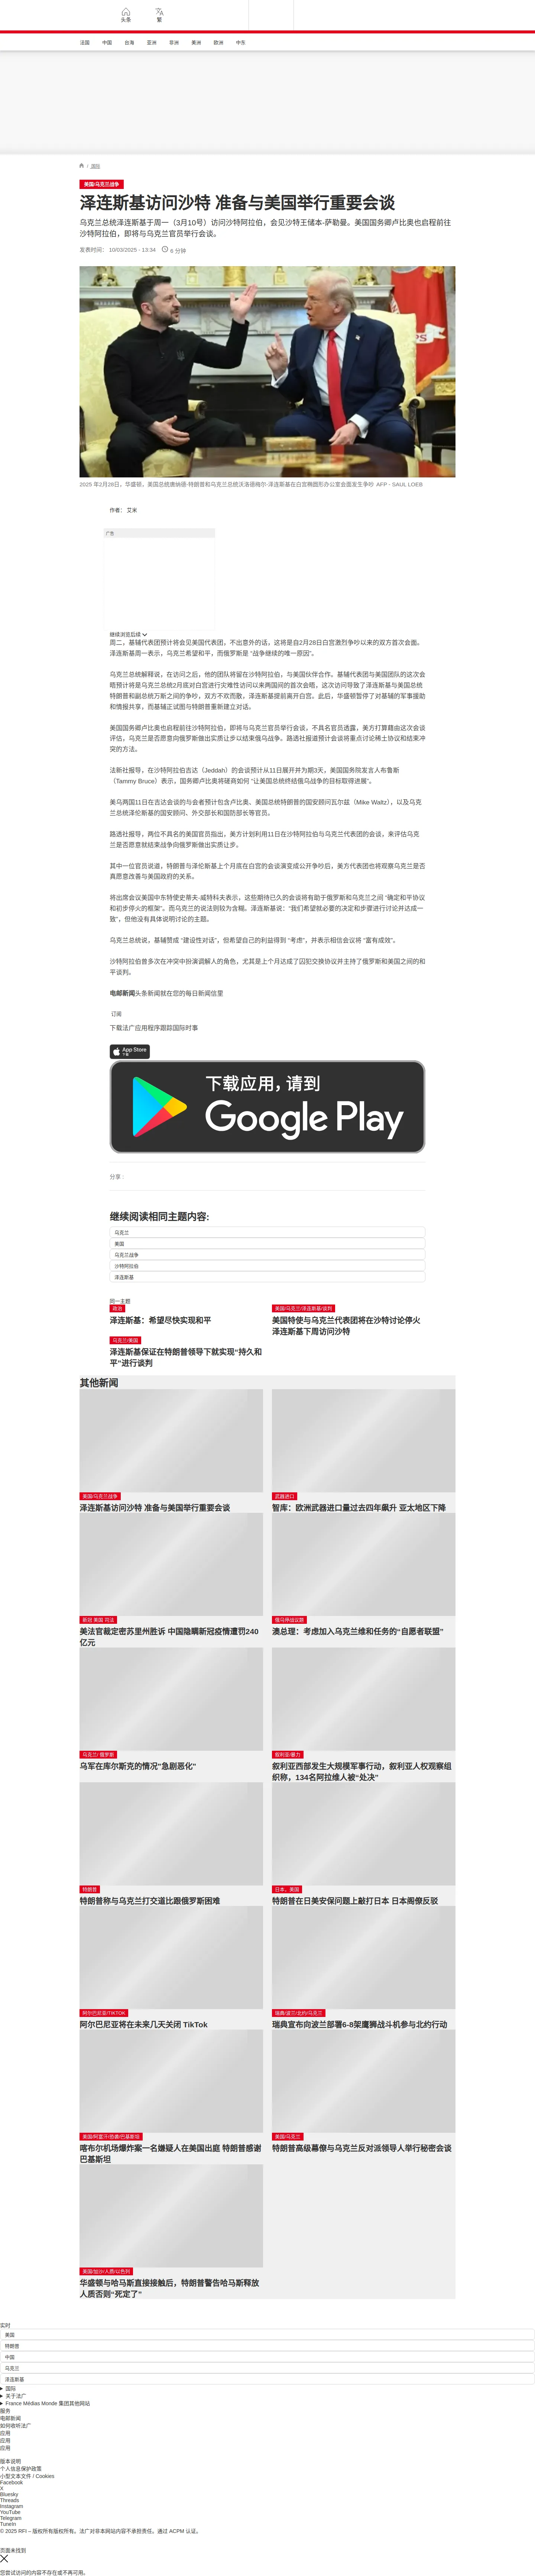 头条
繁
法国
中国
台海
亚洲
非洲
美洲
欧洲
中东
/ 国际
美国/乌克兰战争
泽连斯基访问沙特 准备与美国举行重要会谈
乌克兰总统泽连斯基于周一（3月10号）访问沙特阿拉伯，会见沙特王储本-萨勒曼。美国国务卿卢比奥也启程前往
沙特阿拉伯，即将与乌克兰官员举行会谈。
发表时间： 10/03/2025 - 13:34
6 分钟
2025 年2月28日，华盛顿，美国总统唐纳德-特朗普和乌克兰总统沃洛德梅尔-泽连斯基在白宫椭圆形办公室会面发生争吵 AFP - SAUL LOEB
作者： 艾米
广告
继续浏览后续
周二，基辅代表团预计将会见美国代表团，不出意外的话，这将是自2月28日白宫激烈争吵以来的双方首次会面。
泽连斯基周一表示，乌克兰希望和平，而俄罗斯是 “战争继续的唯一原因”。
乌克兰总统解释说，在访问之后，他的团队将留在沙特阿拉伯，与美国伙伴合作。基辅代表团与美国团队的这次会
晤预计将是乌克兰总统2月底对白宫进行灾难性访问以来两国间的首次会晤，这次访问导致了泽连斯基与美国总统
特朗普和副总统万斯之间的争吵，双方不欢而散，泽连斯基提前离开白宫。此后，华盛顿暂停了对基辅的军事援助
和情报共享，而基辅正试图与特朗普重新建立对话。
美国国务卿卢比奥也启程前往沙特阿拉伯，即将与乌克兰官员举行会谈。不具名官员透露，美方打算藉由这次会谈
评估，乌克兰是否愿意向俄罗斯做出实质让步以结束俄乌战争。路透社报道预计会谈将重点讨论稀土协议和结束冲
突的方法。
法新社报导，在沙特阿拉伯吉达（Jeddah）的会谈预计从11日展开并为期3天，美国国务院发言人布鲁斯
（Tammy Bruce）表示，国务卿卢比奥将磋商如何 “让美国总统终结俄乌战争的目标取得进展”。
美乌两国11日在吉达会谈的与会者预计包含卢比奥、美国总统特朗普的国安顾问瓦尔兹（Mike Waltz），以及乌克
兰总统泽伦斯基的国安顾问、外交部长和国防部长等官员。
路透社报导，两位不具名的美国官员指出，美方计划利用11日在沙特阿拉伯与乌克兰代表团的会谈，来评估乌克
兰是否愿意就结束战争向俄罗斯做出实质让步。
其中一位官员说道，特朗普与泽伦斯基上个月底在白宫的会谈演变成公开争吵后，美方代表团也将观察乌克兰是否
真愿意改善与美国政府的关系。
将出席会议美国中东特使史蒂夫-威特科夫表示，这些期待已久的会谈将有助于俄罗斯和乌克兰之间 “确定和平协议
和初步停火的框架”。而乌克兰的说法则较为含糊。泽连斯基说：“我们希望就必要的决定和步骤进行讨论并达成一
致”，但他没有具体说明讨论的主题。
乌克兰总统说，基辅赞成 “建设性对话”，但希望自己的利益得到 “考虑”，并表示相信会议将 “富有成效”。
沙特阿拉伯曾多次在冲突中扮演调解人的角色，尤其是上个月达成了囚犯交换协议并主持了俄罗斯和美国之间的和
平谈判。
电邮新闻头条新闻就在您的每日新闻信里
订阅
下载法广应用程序跟踪国际时事
App Store
下载
下载应用，请到
Google Play
分享 :
继续阅读相同主题内容:
乌克兰
美国
乌克兰战争
沙特阿拉伯
泽连斯基
同一主题
政治
泽连斯基：希望尽快实现和平
美国/乌克兰/泽连斯基/谈判
美国特使与乌克兰代表团将在沙特讨论停火
泽连斯基下周访问沙特
乌克兰/美国
泽连斯基保证在特朗普领导下就实现“持久和
平”进行谈判
其他新闻
美国/乌克兰战争
泽连斯基访问沙特 准备与美国举行重要会谈
武器进口
智库：欧洲武器进口量过去四年飙升 亚太地区下降
新冠 美国 司法
美法官裁定密苏里州胜诉 中国隐瞒新冠疫情遭罚240
亿元
俄乌停战议题
澳总理：考虑加入乌克兰维和任务的“自愿者联盟”
乌克兰/ 俄罗斯
乌军在库尔斯克的情况"急剧恶化"
叙利亚/暴力
叙利亚西部发生大规模军事行动，叙利亚人权观察组
织称，134名阿拉维人被“处决”
特朗普
特朗普称与乌克兰打交道比跟俄罗斯困难
日本、美国
特朗普在日美安保问题上敲打日本 日本阁僚反驳
阿尔巴尼亚/TIKTOK
阿尔巴尼亚将在未来几天关闭 TikTok
瑞典/波兰/北约/乌克兰
瑞典宣布向波兰部署6-8架鹰狮战斗机参与北约行动
美国/阿富汗/恐袭/巴基斯坦
喀布尔机场爆炸案一名嫌疑人在美国出庭 特朗普感谢
巴基斯坦
美国/乌克兰
特朗普高级幕僚与乌克兰反对派领导人举行秘密会谈
美国/加沙/人质/以色列
华盛顿与哈马斯直接接触后，特朗普警告哈马斯释放
人质否则“死定了”
实时
美国
特朗普
中国
乌克兰
泽连斯基
国际
关于法广
France Médias Monde 集团其他网站
服务
电邮新闻
如何收听法广
应用
应用
应用
版本说明
个人信息保护政策
小型文本文件 / Cookies
Facebook
X
Bluesky
Threads
Instagram
YouTube
Telegram
TuneIn
© 2025 RFI – 版权所有版权所有。法广对非本网站内容不承担责任。通过 ACPM 认证。
页面未找到
您尝试访问的内容不存在或不再可用。